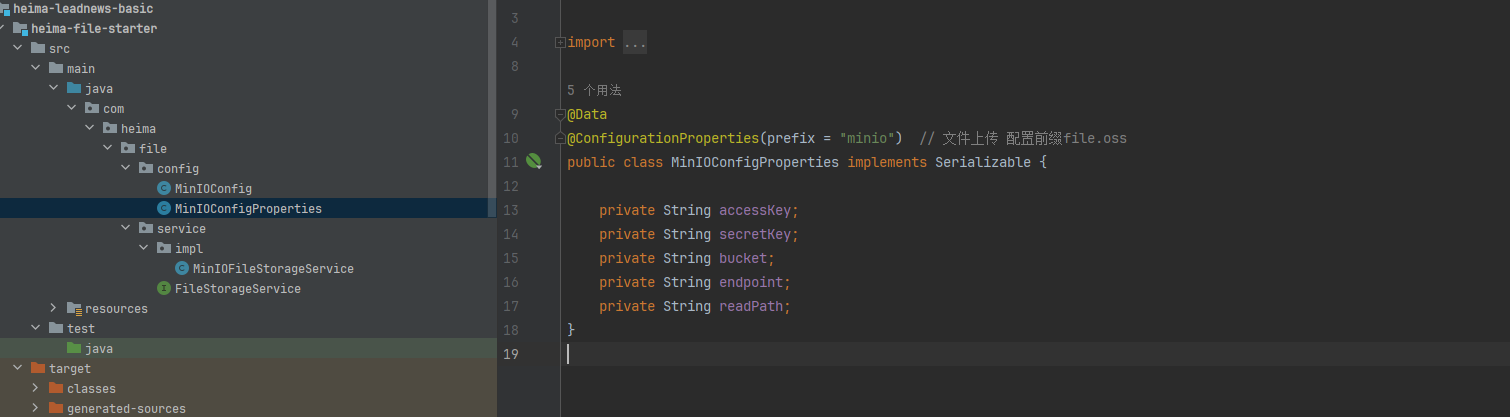 heima-leadnews-basic
heima-file-starter
src
main
java
com
heima
file
config
MinIOConfig
MinIOConfigProperties
service
impl
MinIOFileStorageService
FileStorageService
resources
test
java
target
classes
generated-sources
3
4 import ...
8
5 个用法
9 @Data
10 @ConfigurationProperties(prefix = "minio") // 文件上传 配置前缀file.oss
11 public class MinIOConfigProperties implements Serializable {
12
13 private String accessKey;
14 private String secretKey;
15 private String bucket;
16 private String endpoint;
17 private String readPath;
18 }
19